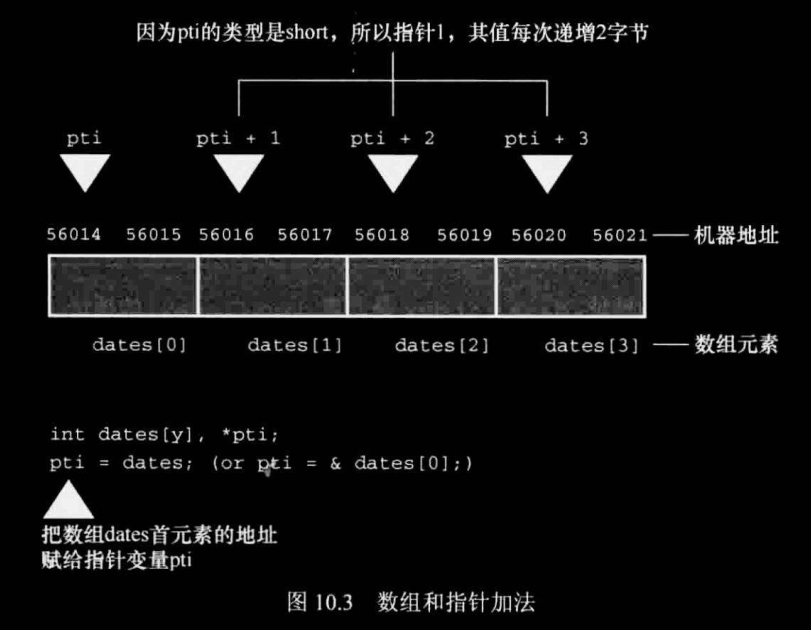 因为pti的类型是short，所以指针1，其值每次递增2字节
pti pti + 1 pti + 2 pti + 3
56014 56015 56016 56017 56018 56019 56020 56021 机器地址
dates[0] dates[1] dates[2] dates[3] 数组元素
int dates[y], *pti;
pti = dates; (or pti = & dates[0];)
把数组dates首元素的地址
赋给指针变量pti
图 10.3 数组和指针加法